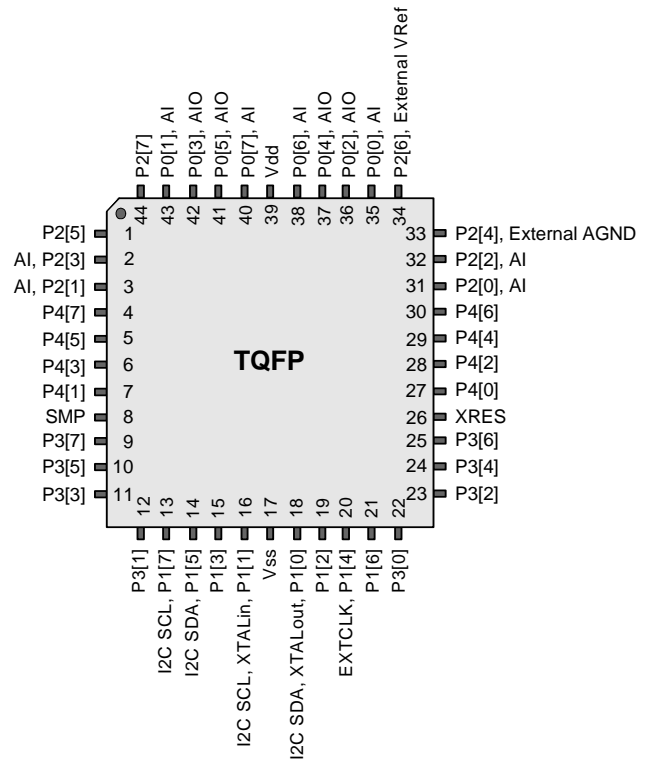 P2[7]
P0[1], AI
P0[3], AIO
P0[5], AIO
P0[7], AI
Vdd
P0[6], AI
P0[4], AIO
P0[2], AIO
P0[0], AI
P2[6], External VRef
44
43
42
41
40
39
38
37
36
35
34
P2[5] 1
AI, P2[3] 2
AI, P2[1] 3
P4[7] 4
P4[5] 5
P4[3] 6
P4[1] 7
SMP 8
P3[7] 9
P3[5] 10
P3[3] 11
TQFP
33 P2[4], External AGND
32 P2[2], AI
31 P2[0], AI
30 P4[6]
29 P4[4]
28 P4[2]
27 P4[0]
26 XRES
25 P3[6]
24 P3[4]
23 P3[2]
12
13
14
15
16
17
18
19
20
21
22
P3[1]
I2C SCL, P1[7]
I2C SDA, P1[5]
P1[3]
I2C SCL, XTALin, P1[1]
Vss
I2C SDA, XTALout, P1[0]
P1[2]
EXTCLK, P1[4]
P1[6]
P3[0]